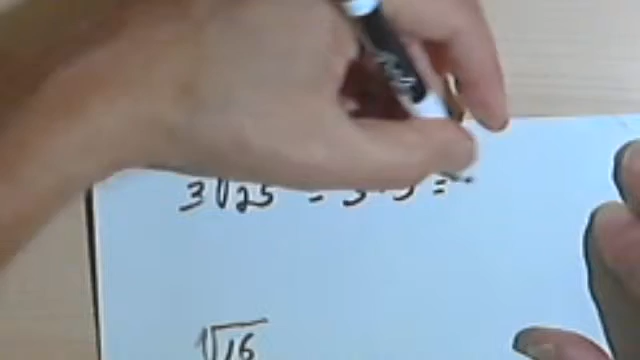 3√25 = 3·5 =
√16